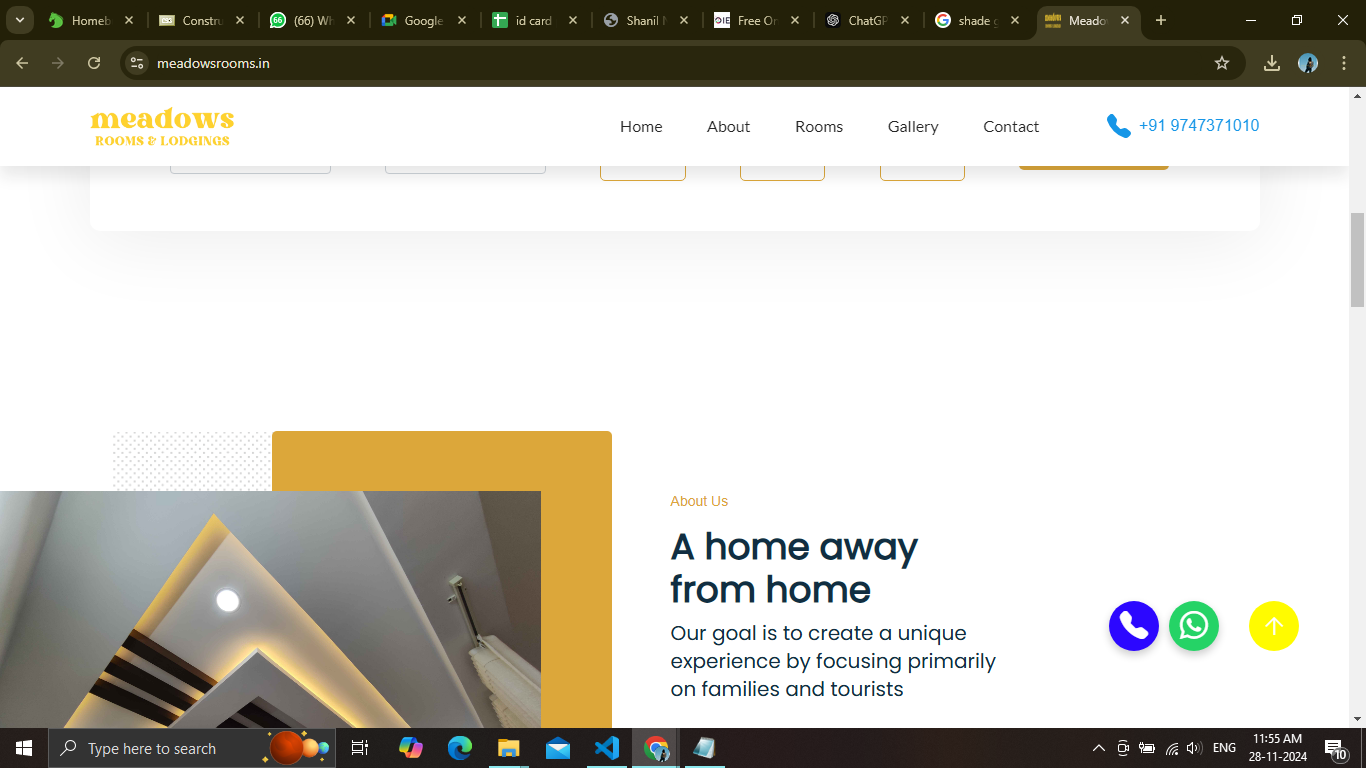 Homeb
Constru
(66) Wh
Google
id card
Shanil M
Free On
ChatGP
shade g
Meadow
meadowsrooms.in
meadows
ROOMS & LODGINGS
Home
About
Rooms
Gallery
Contact
+91 9747371010
About Us
A home away
from home
Our goal is to create a unique
experience by focusing primarily
on families and tourists
Type here to search
ENG
11:55 AM
28-11-2024
10